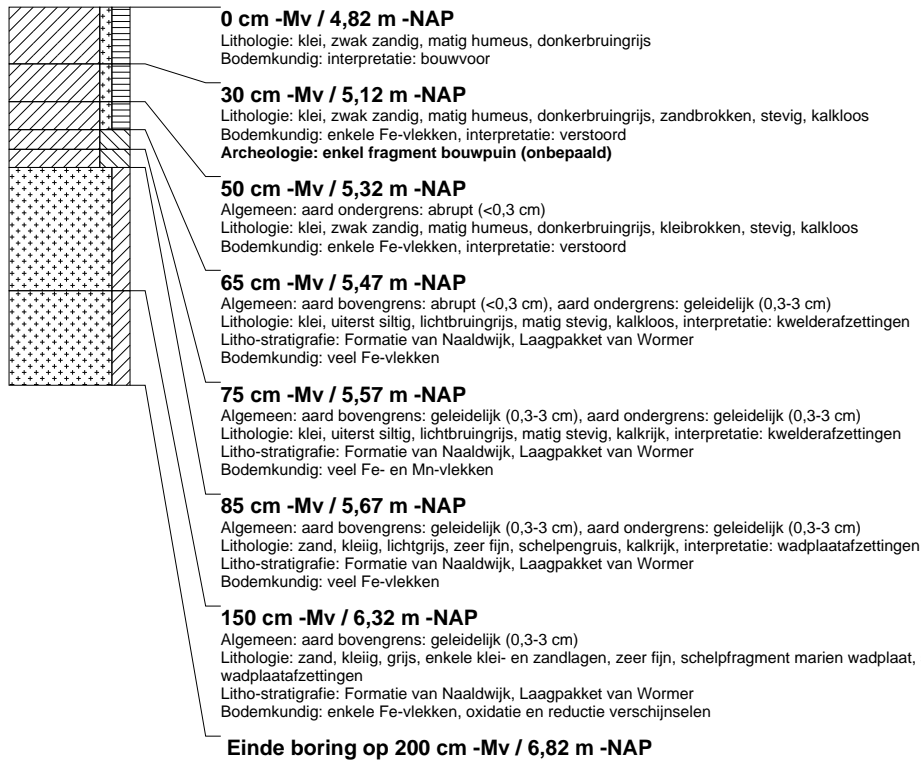 0 cm -Mv / 4,82 m -NAP
Lithologie: klei, zwak zandig, matig humeus, donkerbruingrijs
Bodemkundig: interpretatie: bouwvoor
30 cm -Mv / 5,12 m -NAP
Lithologie: klei, zwak zandig, matig humeus, donkerbruingrijs, zandbrokken, stevig, kalkloos
Bodemkundig: enkele Fe-vlekken, interpretatie: verstoord
Archeologie: enkel fragment bouwpuin (onbepaald)
50 cm -Mv / 5,32 m -NAP
Algemeen: aard ondergrens: abrupt (<0,3 cm)
Lithologie: klei, zwak zandig, matig humeus, donkerbruingrijs, kleibrokken, stevig, kalkloos
Bodemkundig: enkele Fe-vlekken, interpretatie: verstoord
65 cm -Mv / 5,47 m -NAP
Algemeen: aard bovengrens: abrupt (<0,3 cm), aard ondergrens: geleidelijk (0,3-3 cm)
Lithologie: klei, uiterst siltig, lichtbruingrijs, matig stevig, kalkloos, interpretatie: kwelderafzettingen
Litho-stratigrafie: Formatie van Naaldwijk, Laagpakket van Wormer
Bodemkundig: veel Fe-vlekken
75 cm -Mv / 5,57 m -NAP
Algemeen: aard bovengrens: geleidelijk (0,3-3 cm), aard ondergrens: geleidelijk (0,3-3 cm)
Lithologie: klei, uiterst siltig, lichtbruingrijs, matig stevig, kalkrijk, interpretatie: kwelderafzettingen
Litho-stratigrafie: Formatie van Naaldwijk, Laagpakket van Wormer
Bodemkundig: veel Fe- en Mn-vlekken
85 cm -Mv / 5,67 m -NAP
Algemeen: aard bovengrens: geleidelijk (0,3-3 cm), aard ondergrens: geleidelijk (0,3-3 cm)
Lithologie: zand, kleiig, lichtgrijs, zeer fijn, schelpengruis, kalkrijk, interpretatie: wadplaatafzettingen
Litho-stratigrafie: Formatie van Naaldwijk, Laagpakket van Wormer
Bodemkundig: veel Fe-vlekken
150 cm -Mv / 6,32 m -NAP
Algemeen: aard bovengrens: geleidelijk (0,3-3 cm)
Lithologie: zand, kleiig, grijs, enkele klei- en zandlagen, zeer fijn, schelpfragment marien wadplaat,
wadplaatafzettingen
Litho-stratigrafie: Formatie van Naaldwijk, Laagpakket van Wormer
Bodemkundig: enkele Fe-vlekken, oxidatie en reductie verschijnselen
Einde boring op 200 cm -Mv / 6,82 m -NAP